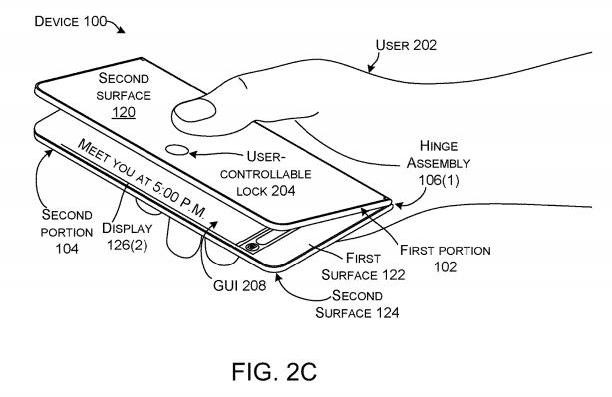 DEVICE 100
USER 202
SECOND
SURFACE
120
HINGE
ASSEMBLY
106(1)
USER-
CONTROLLABLE
LOCK 204
MEET YOU AT 5:00 P.M.
SECOND
PORTION 104
DISPLAY
126(2)
GUI 208
FIRST
SURFACE 122
FIRST PORTION
102
SECOND
SURFACE 124
FIG. 2C